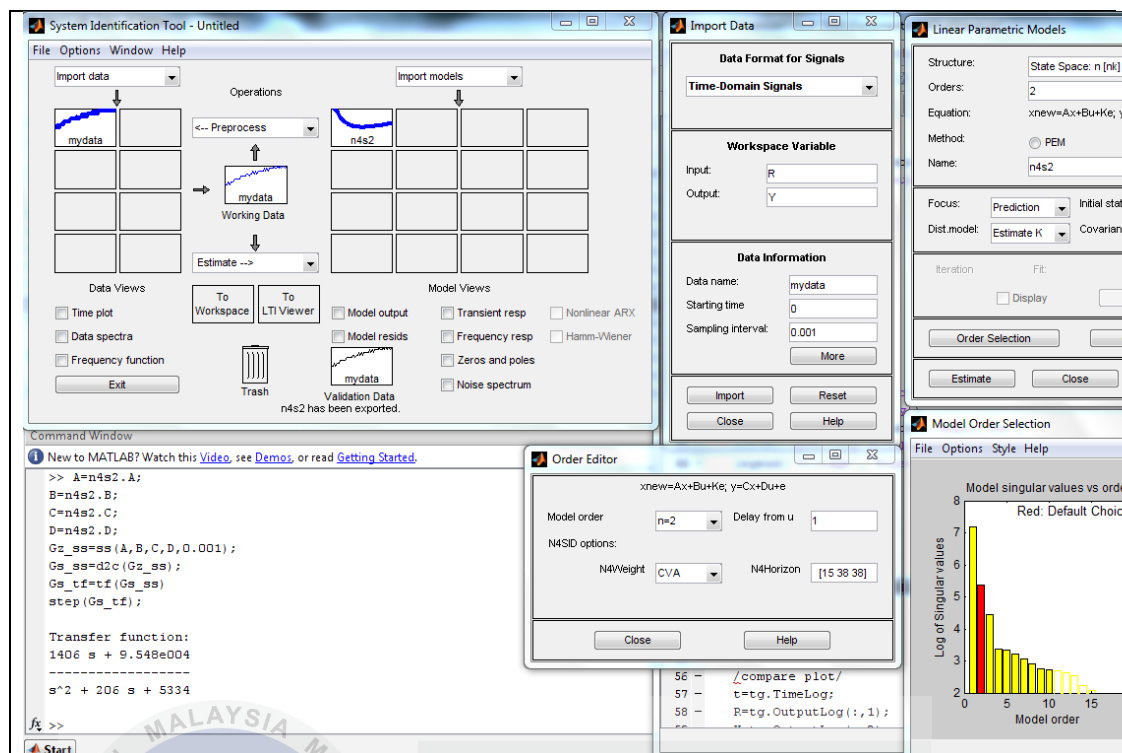 System Identification Tool - Untitled
File Options Window Help
Import data
Import models
Operations
mydata
<-- Preprocess
n4s2
mydata
Working Data
Estimate -->
Data Views
To Workspace
To LTI Viewer
Model Views
Time plot
Data spectra
Frequency function
Exit
Trash
Model output
Model resids
mydata
Validation Data
Transient resp
Frequency resp
Zeros and poles
Noise spectrum
Nonlinear ARX
Hamm-Wiener
n4s2 has been exported.
Import Data
Data Format for Signals
Time-Domain Signals
Workspace Variable
Input: R
Output: Y
Data Information
Data name: mydata
Starting time 0
Sampling interval: 0.001
More
Import Reset
Close Help
Linear Parametric Models
Structure: State Space: n [nk]
Orders: 2
Equation: xnew=Ax+Bu+Ke; y
Method: PEM
Name: n4s2
Focus: Prediction Initial stat
Dist.model: Estimate K Covarian
Iteration Fit:
Display
Order Selection
Estimate Close
Command Window
New to MATLAB? Watch this Video, see Demos, or read Getting Started.
>> A=n4s2.A;
B=n4s2.B;
C=n4s2.C;
D=n4s2.D;
Gz_ss=ss(A,B,C,D,0.001);
Gs_ss=d2c(Gz_ss);
Gs_tf=tf(Gs_ss)
step(Gs_tf);
Transfer function:
1406 s + 9.548e004
------------------
s^2 + 206 s + 5334
fx >>
Start
MALAYSIA
Order Editor
xnew=Ax+Bu+Ke; y=Cx+Du+e
Model order n=2 Delay from u 1
N4SID options:
N4Weight CVA N4Horizon [15 38 38]
Close Help
56 - /compare plot/
57 - t=tg.TimeLog;
58 - R=tg.OutputLog(:,1);
Model Order Selection
File Options Style Help
Model singular values vs orde
Red: Default Choic
Log of Singular values
8
7
6
5
4
3
2
0 5 10 15
Model order